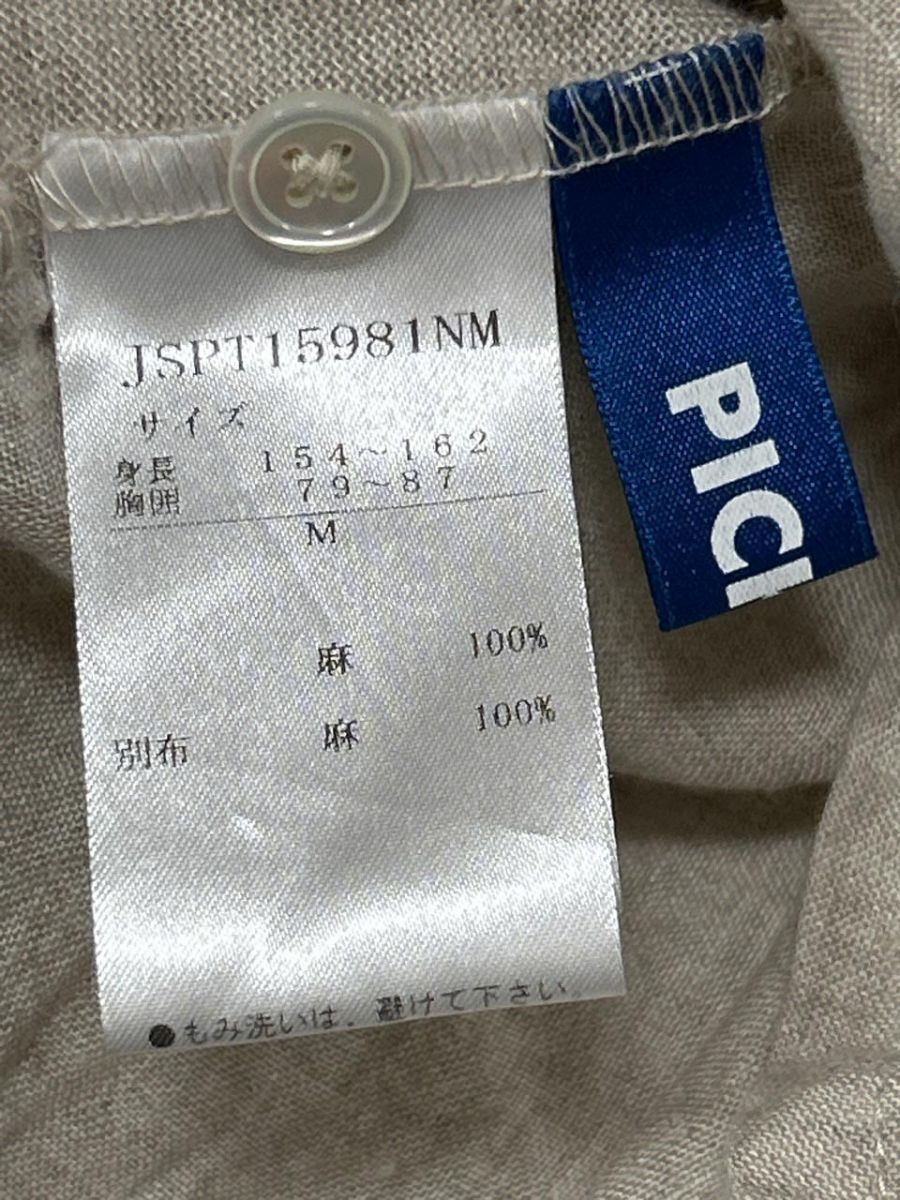 JSPT15981NM
サイズ
身長 154~162
胸囲 79~87
M
麻 100%
別布 麻 100%
●もみ洗いは、避けて下さい。
PIC